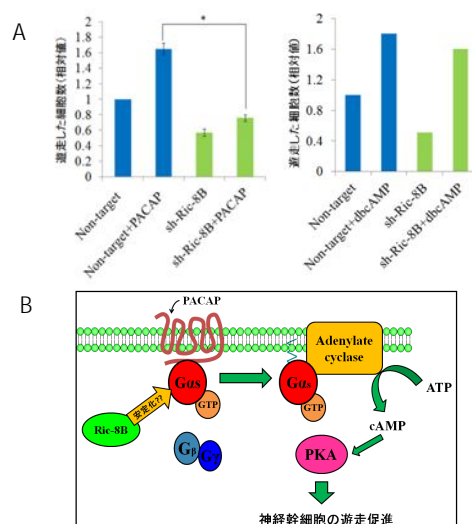 A
遊走した細胞数(相対値)
2
1.8
1.6
1.4
1.2
1
0.8
0.6
0.4
0.2
0
Non-target
Non-target+PACAP
sh-Ric-8B
sh-Ric-8B+PACAP
*
遊走した細胞数(相対値)
2
1.6
1.2
0.8
0.4
0
Non-target
Non-target+dbcAMP
sh-Ric-8B
sh-Ric-8B+dbcAMP
B
PACAP
Adenylate
cyclase
Gαs
GTP
Gαs
GTP
ATP
安定化??
Ric-8B
cAMP
Gβ
Gγ
PKA
神経幹細胞の遊走促進